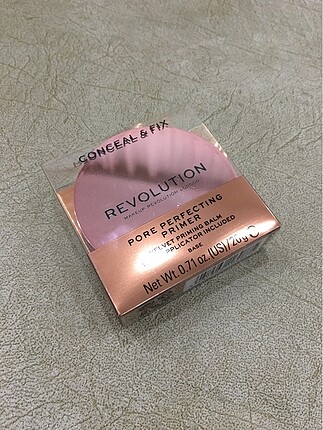 CONCEAL & FIX
REVOLUTION
MAKEUP REVOLUTION LONDON
PORE PERFECTING
PRIMER
VELVET PRIMING BALM
APPLICATOR INCLUDED
BASE
Net Wt. 0.71 oz (US)/20g ℮